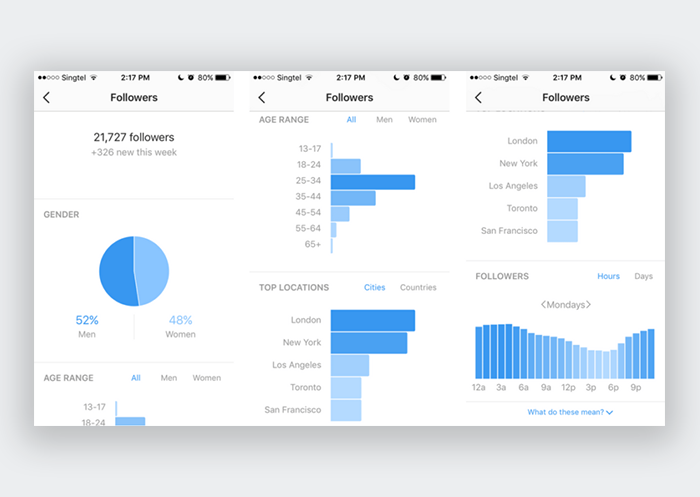 Singtel 2:17 PM 80%
Followers
21,727 followers
+326 new this week
GENDER
52% 48%
Men Women
AGE RANGE All Men Women
13-17
18-24
Singtel 2:17 PM 80%
Followers
AGE RANGE All Men Women
13-17
18-24
25-34
35-44
45-54
55-64
65+
TOP LOCATIONS Cities Countries
London
New York
Los Angeles
Toronto
San Francisco
Singtel 2:17 PM 80%
Followers
London
New York
Los Angeles
Toronto
San Francisco
FOLLOWERS Hours Days
<Mondays>
12a 3a 6a 9a 12p 3p 6p 9p
What do these mean?